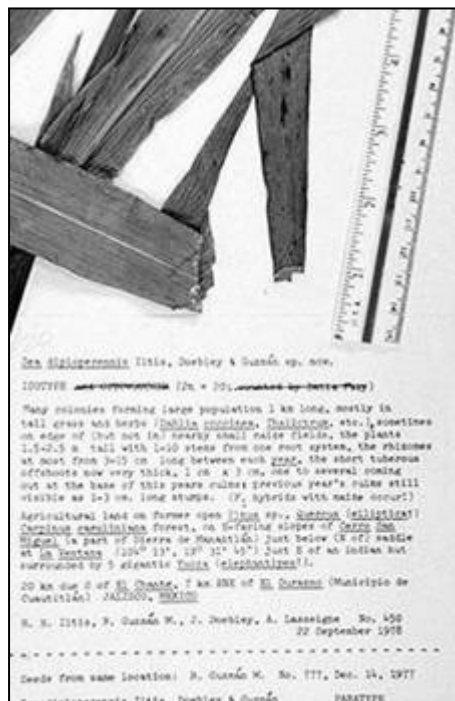 Zea diploperennis Iltis, Doebley & Guzmán sp. nov.
ISOTYPE (2n = 20;
Many colonies forming large population 1 km long, mostly in
tall grass and herbs (Dahlia coccinea, Thalictrum, etc.), sometimes
on edge of (but not in) nearby small maize fields, the plants
1.5-2.5 m tall with 1-10 stems from one root system, the rhizomes
at most from 3-15 cm long between each year, the short tuberous
offshoots now very thick, 1 cm x 3 cm, one to several coming
out at the base of this years culms; previous year's culms still
visible as 1-3 cm. long stumps. (F1 hybrids with maize occur!)
Agricultural land on former open Pinus sp., Quercus (elliptica?)
Carpinus caroliniana forest, on N-facing slopes of Cerro San
Miguel (a part of Sierra de Manantlán) just below (N of) saddle
at La Ventana (104° 13', 19° 31' 45") just E of an indian hut
surrounded by 5 gigantic Yucca (elephantipes?).
20 km due S of El Chante, 7 km ENE of El Durazno (Municipio de
Cuautitlán) JALISCO, MEXICO
H. H. Iltis, R. Guzmán M., J. Doebley, A. Lasseigne No. 450
22 September 1978
Seeds from same location: R. Guzmán M. No. 777, Dec. 14, 1977
Zea diploperennis Iltis, Doebley & Guzmán PARATYPE